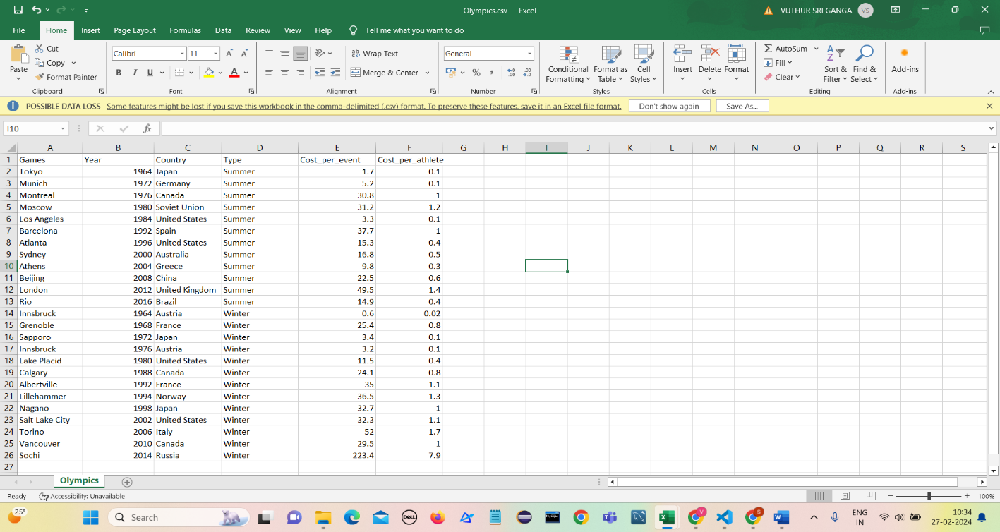 Olympics.csv - Excel
VUTHUR SRI GANGA VS
File Home Insert Page Layout Formulas Data Review View Help Tell me what you want to do
Paste
Cut
Copy
Format Painter
Clipboard
Calibri 11 A A
B I U A
Font
ab Wrap Text
Merge & Center
Alignment
General
% ,
Number
Conditional Formatting
Format as Table
Cell Styles
Styles
Insert Delete Format
Cells
Σ AutoSum
Fill
Clear
Sort & Filter
Find & Select
Editing
Add-ins
Add-ins
POSSIBLE DATA LOSS Some features might be lost if you save this workbook in the comma-delimited (.csv) format. To preserve these features, save it in an Excel file format. Don't show again Save As...
I10 fx
A B C D E F G H I J K L M N O P Q R S
1 Games Year Country Type Cost_per_event Cost_per_athlete
2 Tokyo 1964 Japan Summer 1.7 0.1
3 Munich 1972 Germany Summer 5.2 0.1
4 Montreal 1976 Canada Summer 30.8 1
5 Moscow 1980 Soviet Union Summer 31.2 1.2
6 Los Angeles 1984 United States Summer 3.3 0.1
7 Barcelona 1992 Spain Summer 37.7 1
8 Atlanta 1996 United States Summer 15.3 0.4
9 Sydney 2000 Australia Summer 16.8 0.5
10 Athens 2004 Greece Summer 9.8 0.3
11 Beijing 2008 China Summer 22.5 0.6
12 London 2012 United Kingdom Summer 49.5 1.4
13 Rio 2016 Brazil Summer 14.9 0.4
14 Innsbruck 1964 Austria Winter 0.6 0.02
15 Grenoble 1968 France Winter 25.4 0.8
16 Sapporo 1972 Japan Winter 3.4 0.1
17 Innsbruck 1976 Austria Winter 3.2 0.1
18 Lake Placid 1980 United States Winter 11.5 0.4
19 Calgary 1988 Canada Winter 24.1 0.8
20 Albertville 1992 France Winter 35 1.1
21 Lillehammer 1994 Norway Winter 36.5 1.3
22 Nagano 1998 Japan Winter 32.7 1
23 Salt Lake City 2002 United States Winter 32.3 1.1
24 Torino 2006 Italy Winter 52 1.7
25 Vancouver 2010 Canada Winter 29.5 1
26 Sochi 2014 Russia Winter 223.4 7.9
27
Olympics
Ready Accessibility: Unavailable 100%
25° Search DELL MySQL V S W ENG IN 10:34
27-02-2024